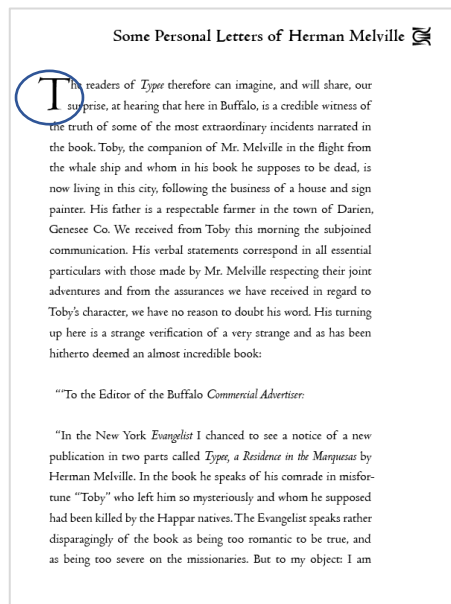 Some Personal Letters of Herman Melville
The readers of Typee therefore can imagine, and will share, our
surprise, at hearing that here in Buffalo, is a credible witness of
the truth of some of the most extraordinary incidents narrated in
the book. Toby, the companion of Mr. Melville in the flight from
the whale ship and whom in his book he supposes to be dead, is
now living in this city, following the business of a house and sign
painter. His father is a respectable farmer in the town of Darien,
Genesee Co. We received from Toby this morning the subjoined
communication. His verbal statements correspond in all essential
particulars with those made by Mr. Melville respecting their joint
adventures and from the assurances we have received in regard to
Toby's character, we have no reason to doubt his word. His turning
up here is a strange verification of a very strange and as has been
hitherto deemed an almost incredible book:
“‘To the Editor of the Buffalo Commercial Advertiser:
“In the New York Evangelist I chanced to see a notice of a new
publication in two parts called Typee, a Residence in the Marquesas by
Herman Melville. In the book he speaks of his comrade in misfor-
tune “Toby” who left him so mysteriously and whom he supposed
had been killed by the Happar natives. The Evangelist speaks rather
disparagingly of the book as being too romantic to be true, and
as being too severe on the missionaries. But to my object: I am